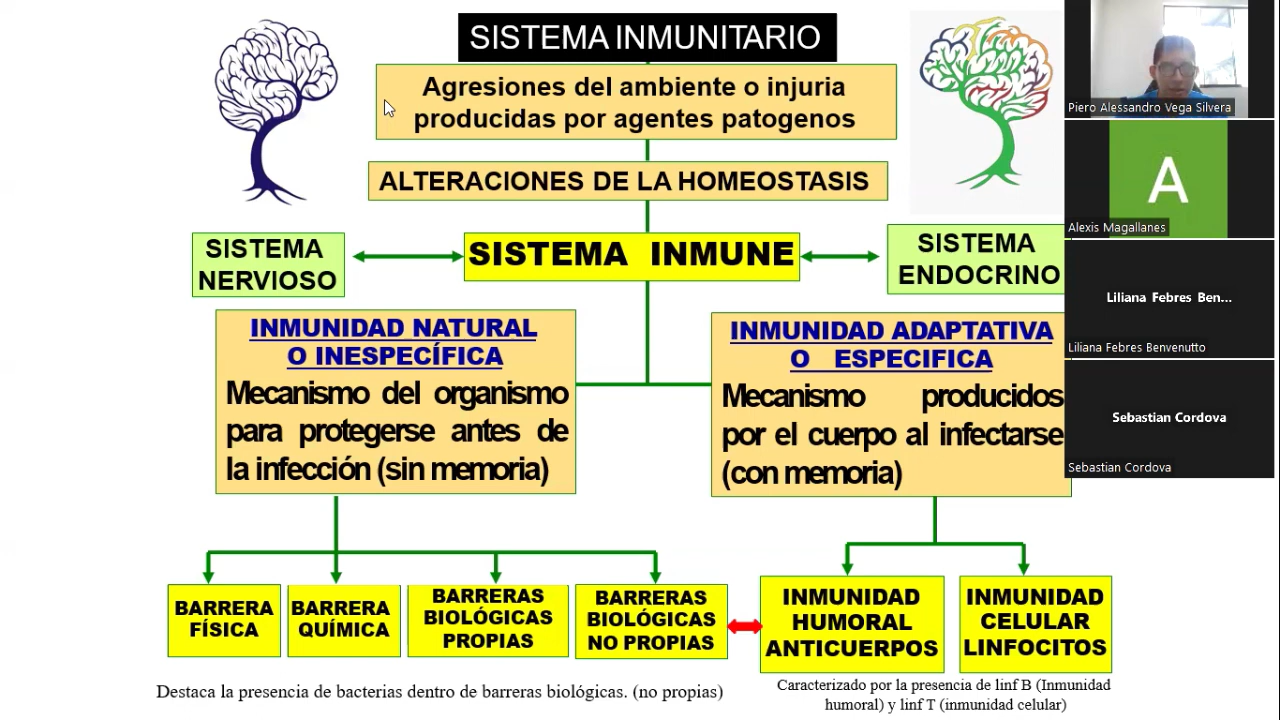 SISTEMA INMUNITARIO
Agresiones del ambiente o injuria
producidas por agentes patogenos
ALTERACIONES DE LA HOMEOSTASIS
SISTEMA
NERVIOSO
SISTEMA INMUNE
SISTEMA
ENDOCRINO
INMUNIDAD NATURAL
O INESPECÍFICA
Mecanismo del organismo
para protegerse antes de
la infección (sin memoria)
INMUNIDAD ADAPTATIVA
O ESPECIFICA
Mecanismo producidos
por el cuerpo al infectarse
(con memoria)
BARRERA
FÍSICA
BARRERA
QUÍMICA
BARRERAS
BIOLÓGICAS
PROPIAS
BARRERAS
BIOLÓGICAS
NO PROPIAS
INMUNIDAD
HUMORAL
ANTICUERPOS
INMUNIDAD
CELULAR
LINFOCITOS
Destaca la presencia de bacterias dentro de barreras biológicas. (no propias)
Caracterizado por la presencia de linf B (Inmunidad
humoral) y linf T (inmunidad celular)
Piero Alessandro Vega Silvera
A
Alexis Magallanes
Liliana Febres Ben...
Liliana Febres Benvenutto
Sebastian Cordova
Sebastian Cordova